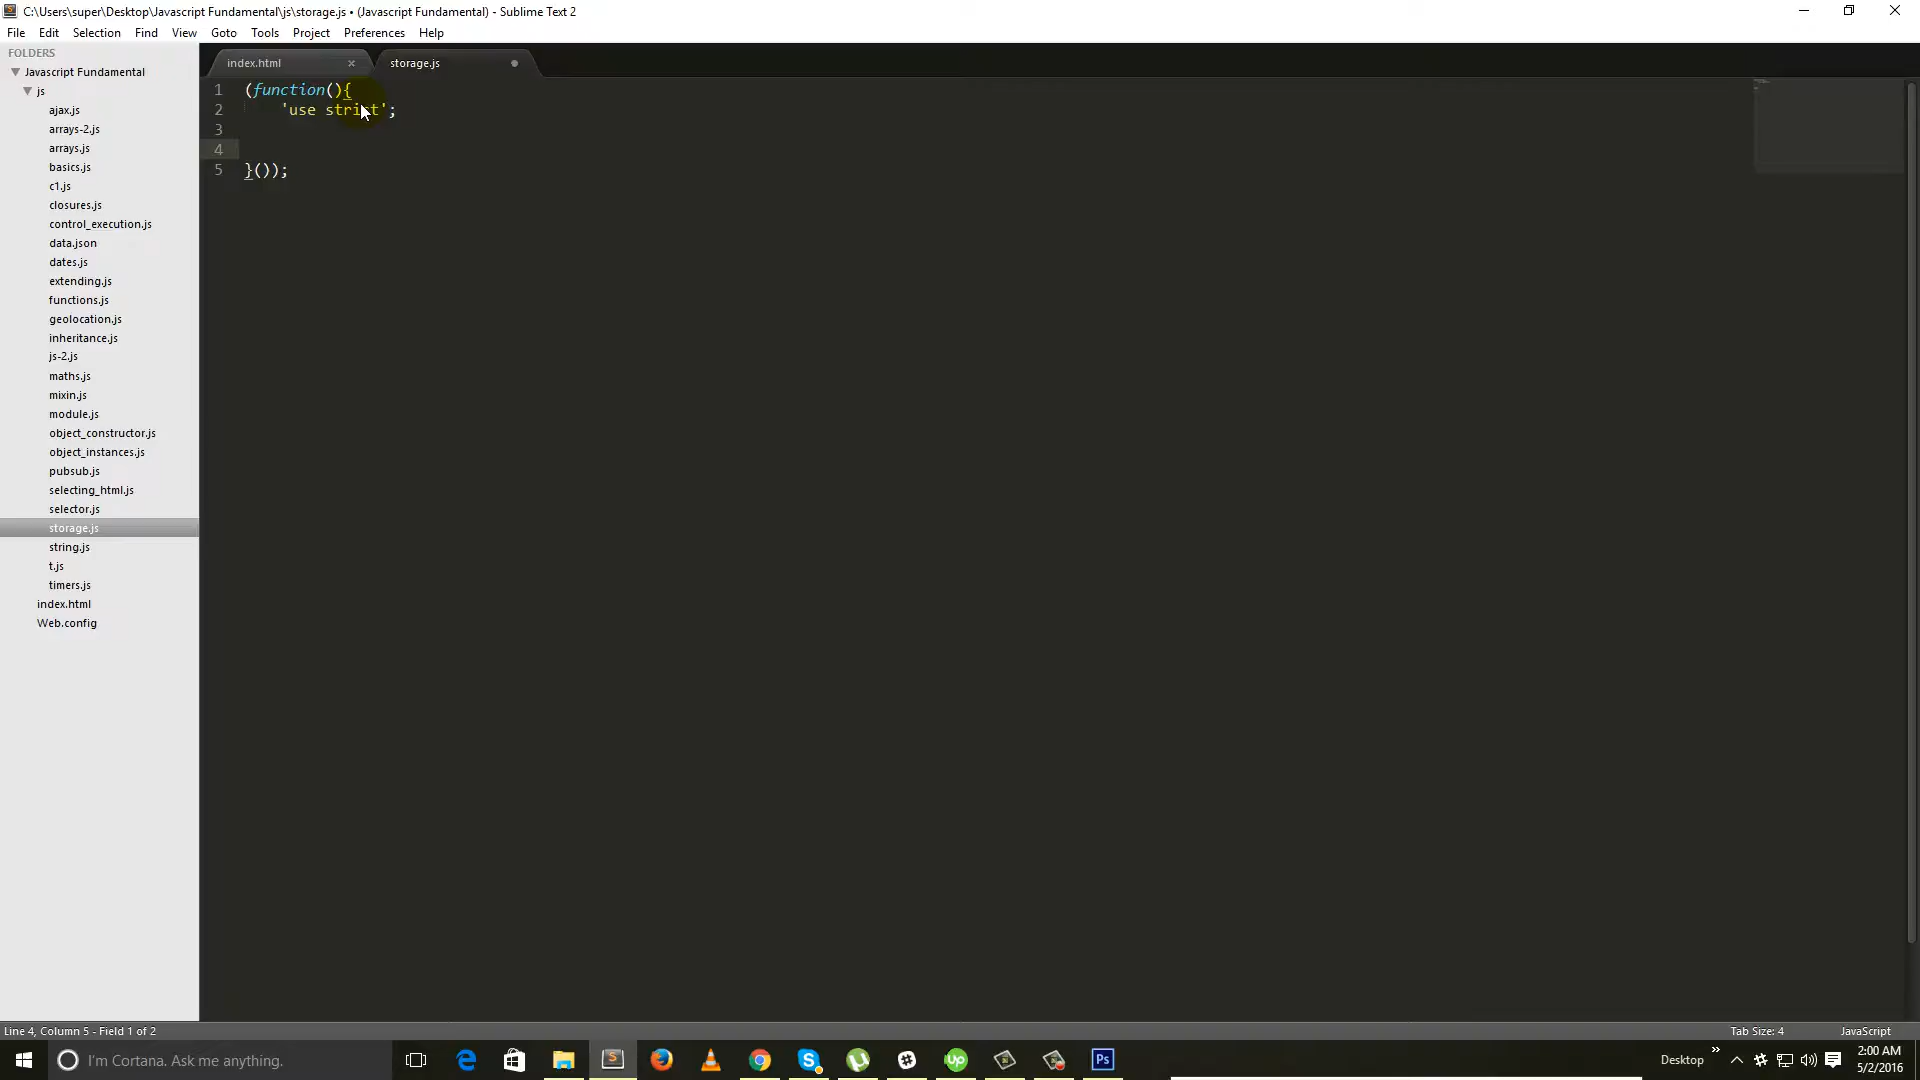 C:\Users\super\Desktop\Javascript Fundamental\js\storage.js • (Javascript Fundamental) - Sublime Text 2
File Edit Selection Find View Goto Tools Project Preferences Help
FOLDERS
Javascript Fundamental
js
ajax.js
arrays-2.js
arrays.js
basics.js
c1.js
closures.js
control_execution.js
data.json
dates.js
extending.js
functions.js
geolocation.js
inheritance.js
js-2.js
maths.js
mixin.js
module.js
object_constructor.js
object_instances.js
pubsub.js
selecting_html.js
selector.js
storage.js
string.js
t.js
timers.js
index.html
Web.config
index.html × storage.js
1 (function(){
2 'use strict';
3
4
5 }());
Line 4, Column 5 - Field 1 of 2
Tab Size: 4
JavaScript
I'm Cortana. Ask me anything.
Ps
Desktop
2:00 AM
5/2/2016